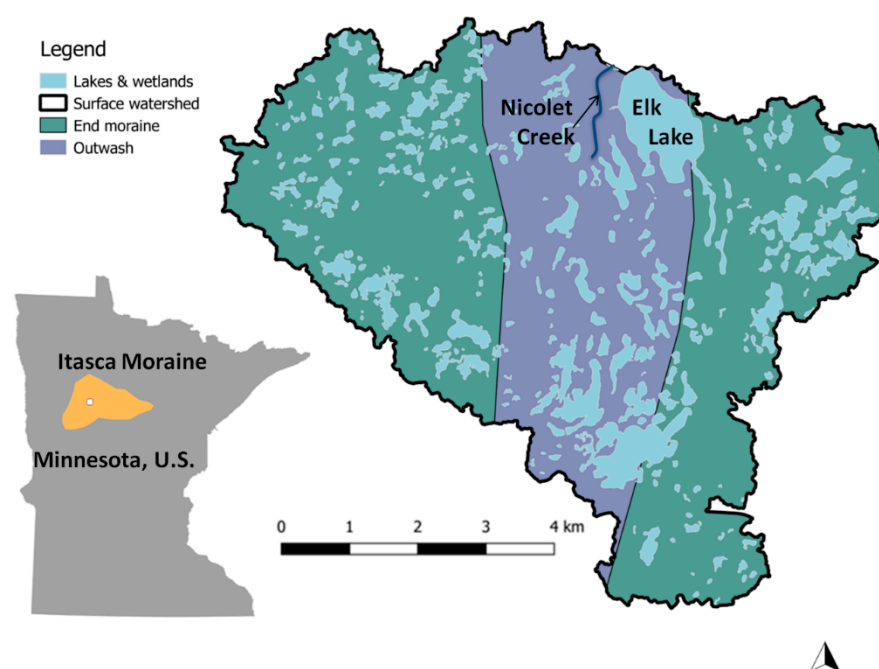 Legend
Lakes & wetlands
Surface watershed
End moraine
Outwash
Nicolet
Creek
Elk
Lake
Itasca Moraine
Minnesota, U.S.
0 1 2 3 4 km